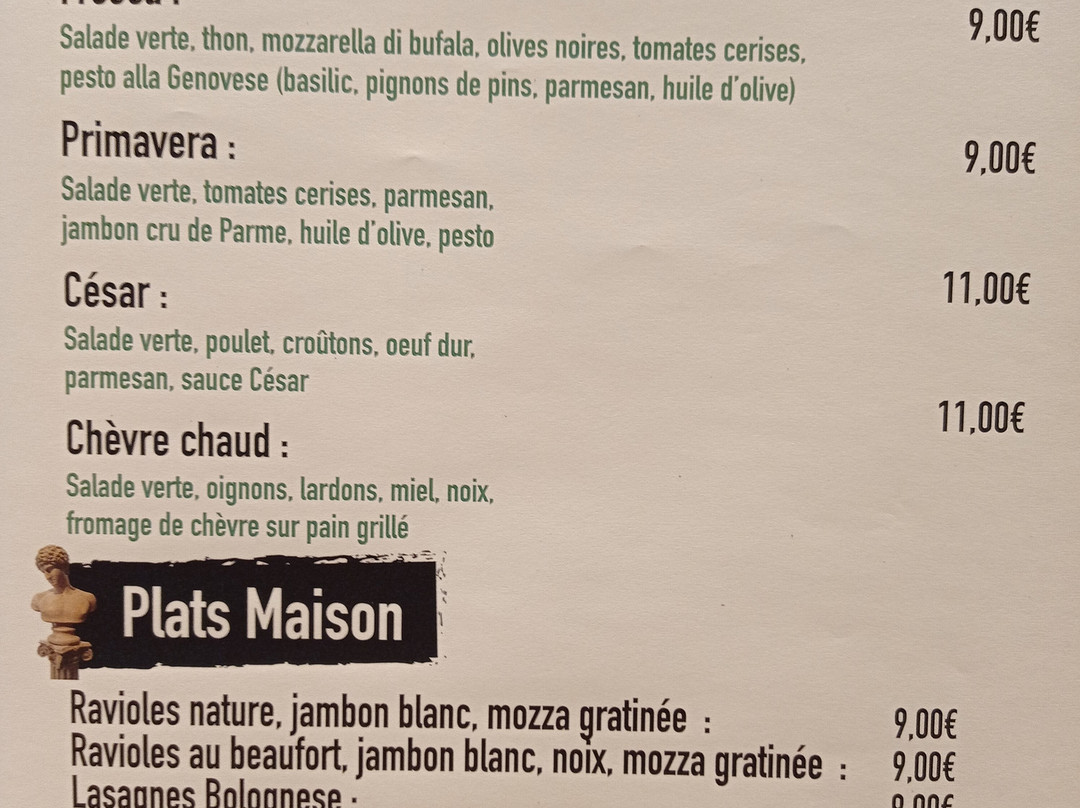 9,00€
Salade verte, thon, mozzarella di bufala, olives noires, tomates cerises,
pesto alla Genovese (basilic, pignons de pins, parmesan, huile d'olive)
Primavera : 9,00€
Salade verte, tomates cerises, parmesan,
jambon cru de Parme, huile d'olive, pesto
César : 11,00€
Salade verte, poulet, croûtons, oeuf dur,
parmesan, sauce César
Chèvre chaud : 11,00€
Salade verte, oignons, lardons, miel, noix,
fromage de chèvre sur pain grillé
Plats Maison
Ravioles nature, jambon blanc, mozza gratinée : 9,00€
Ravioles au beaufort, jambon blanc, noix, mozza gratinée : 9,00€
Lasagnes Bolognese : 9,00€